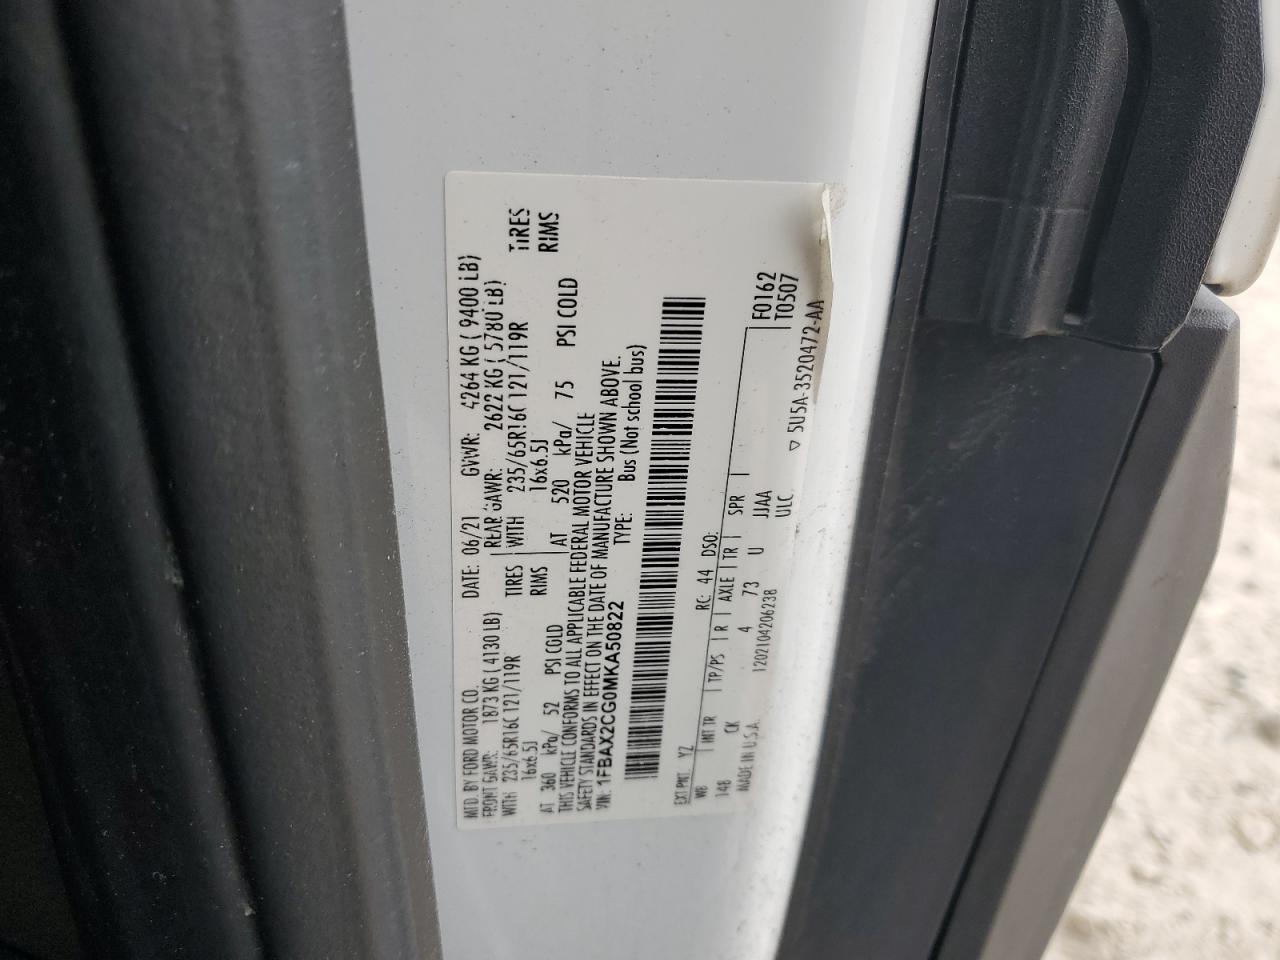 MFD. BY FORD MOTOR CO. DATE: 06/21 GVWR: 4264 KG ( 9400 LB)
FRONT GAWR: 1873 KG ( 4130 LB) REAR GAWR: 2622 KG ( 5780 LB)
WITH 235/65R16C 121/119R TIRES WITH 235/65R16C 121/119R TIRES
16x6.5J RIMS 16x6.5J RIMS
AT 360 kPa/ 52 PSI COLD AT 520 kPa/ 75 PSI COLD
THIS VEHICLE CONFORMS TO ALL APPLICABLE FEDERAL MOTOR VEHICLE
SAFETY STANDARDS IN EFFECT ON THE DATE OF MANUFACTURE SHOWN ABOVE.
VIN: 1FBAX2CG0MKA50822 TYPE: Bus (Not school bus)
EXT PNT: YZ RC: 44 DSO: F0162
WB INT TR TP/PS R AXLE TR SPR T0507
148 CK 4 73 U JJAA
MADE IN U.S.A. 1202104206238 ULC
▽ 5U5A-3520472-AA